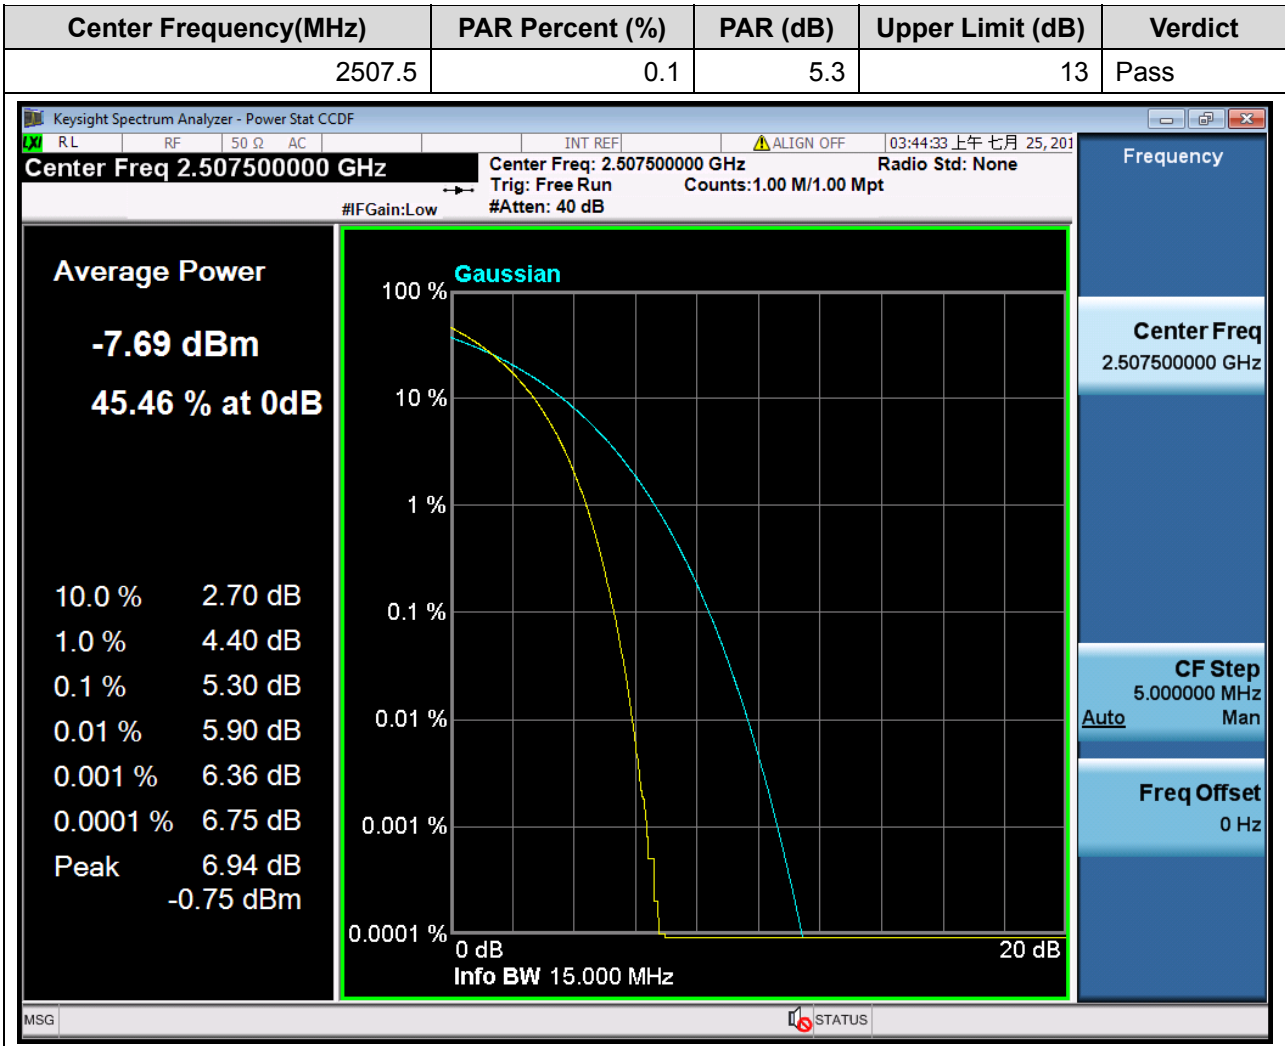 Center Frequency(MHz) PAR Percent (%) PAR (dB) Upper Limit (dB) Verdict
2507.5 0.1 5.3 13 Pass
Keysight Spectrum Analyzer - Power Stat CCDF
LXI RL RF 50 Ω AC INT REF ALIGN OFF 03:44:33 上午 七月 25, 201
Center Freq 2.507500000 GHz
Center Freq: 2.507500000 GHz Radio Std: None
Trig: Free Run Counts:1.00 M/1.00 Mpt
#IFGain:Low #Atten: 40 dB
Frequency
Average Power
-7.69 dBm
45.46 % at 0dB
10.0 % 2.70 dB
1.0 % 4.40 dB
0.1 % 5.30 dB
0.01 % 5.90 dB
0.001 % 6.36 dB
0.0001 % 6.75 dB
Peak 6.94 dB
-0.75 dBm
Gaussian
100 %
10 %
1 %
0.1 %
0.01 %
0.001 %
0.0001 %
0 dB 20 dB
Info BW 15.000 MHz
Center Freq
2.507500000 GHz
CF Step
5.000000 MHz
Auto Man
Freq Offset
0 Hz
MSG STATUS